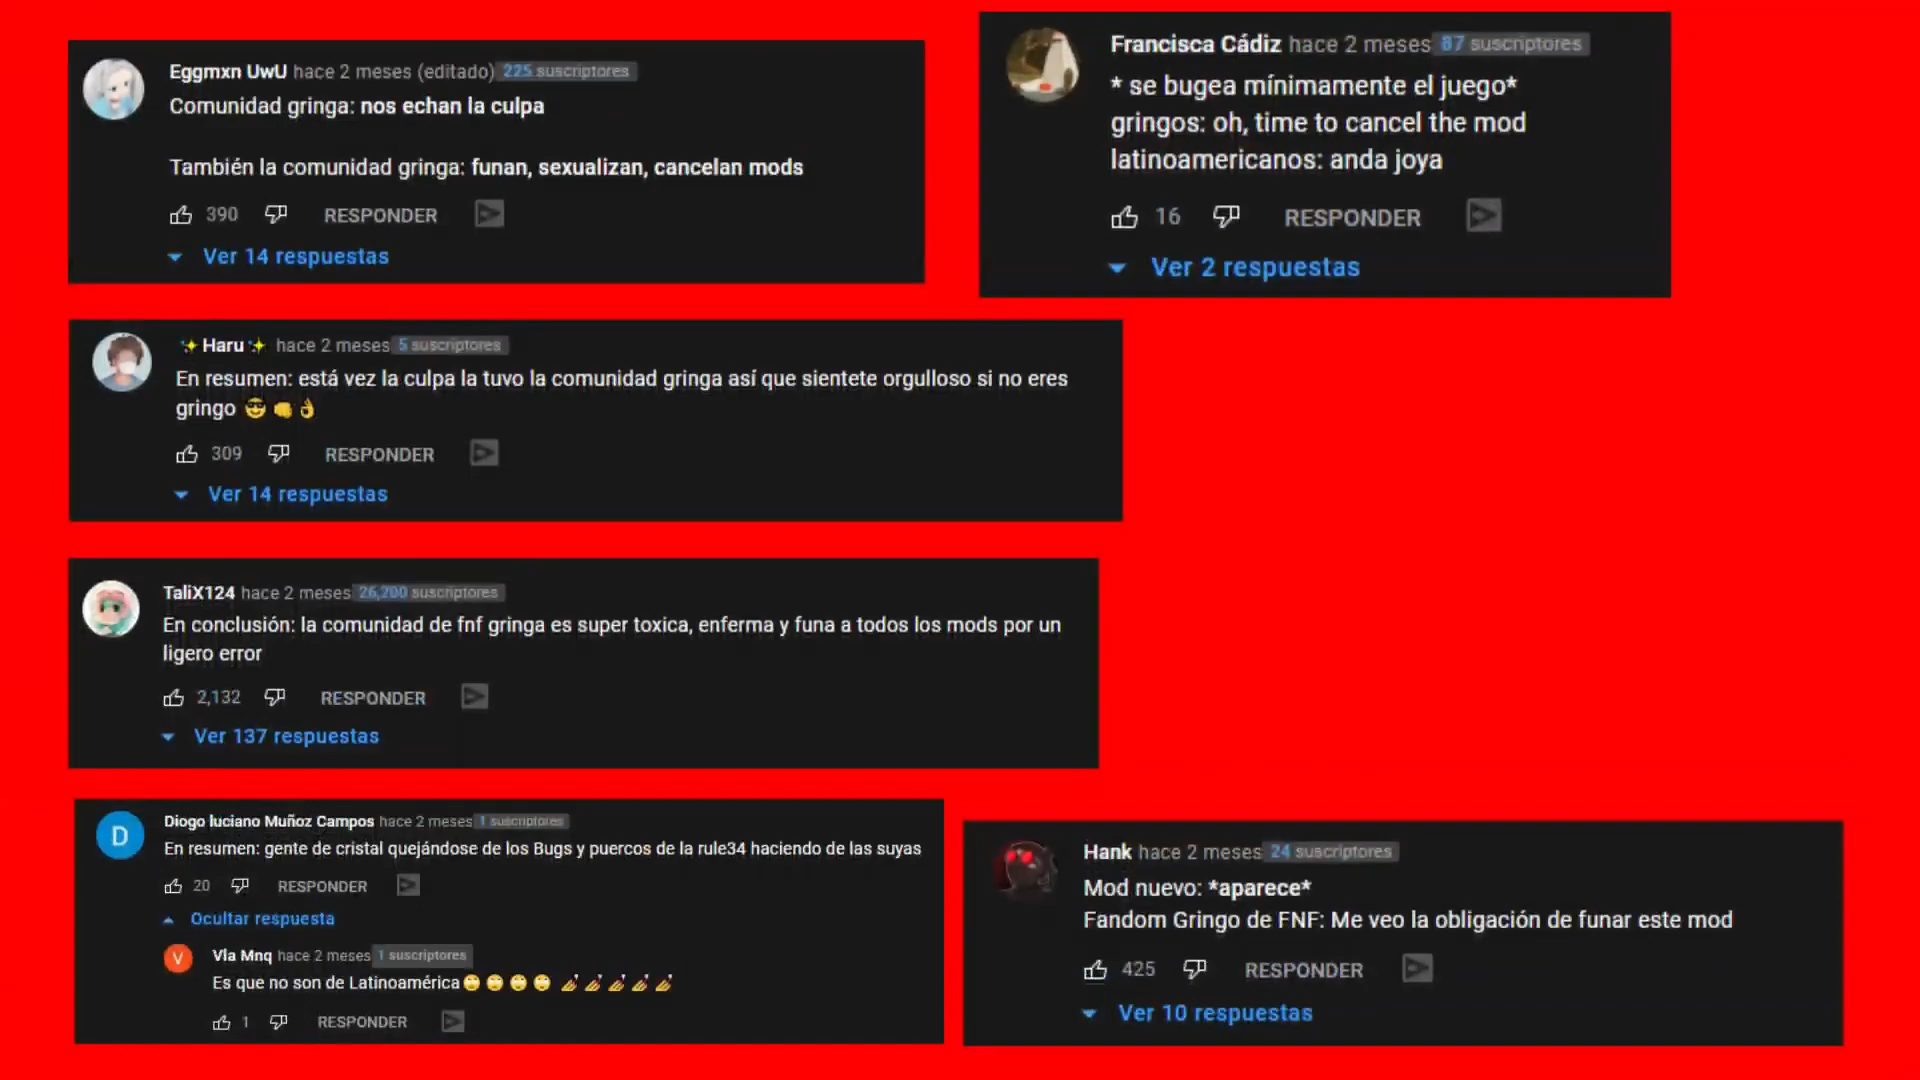 Eggmxn UwU hace 2 meses (editado) 225 suscriptores
Comunidad gringa: nos echan la culpa
También la comunidad gringa: funan, sexualizan, cancelan mods
390 RESPONDER
Ver 14 respuestas
Francisca Cádiz hace 2 meses 87 suscriptores
* se bugea mínimamente el juego*
gringos: oh, time to cancel the mod
latinoamericanos: anda joya
16 RESPONDER
Ver 2 respuestas
✨Haru✨ hace 2 meses 5 suscriptores
En resumen: está vez la culpa la tuvo la comunidad gringa así que sientete orgulloso si no eres
gringo 😎👊👌
309 RESPONDER
Ver 14 respuestas
TaliX124 hace 2 meses 26,200 suscriptores
En conclusión: la comunidad de fnf gringa es super toxica, enferma y funa a todos los mods por un
ligero error
2,132 RESPONDER
Ver 137 respuestas
D
Diogo luciano Muñoz Campos hace 2 meses 1 suscriptores
En resumen: gente de cristal quejándose de los Bugs y puercos de la rule34 haciendo de las suyas
20 RESPONDER
Ocultar respuesta
V
Vla Mnq hace 2 meses 1 suscriptores
Es que no son de Latinoamérica🙄🙄🙄🙄 💅💅💅💅💅
1 RESPONDER
Hank hace 2 meses 24 suscriptores
Mod nuevo: *aparece*
Fandom Gringo de FNF: Me veo la obligación de funar este mod
425 RESPONDER
Ver 10 respuestas